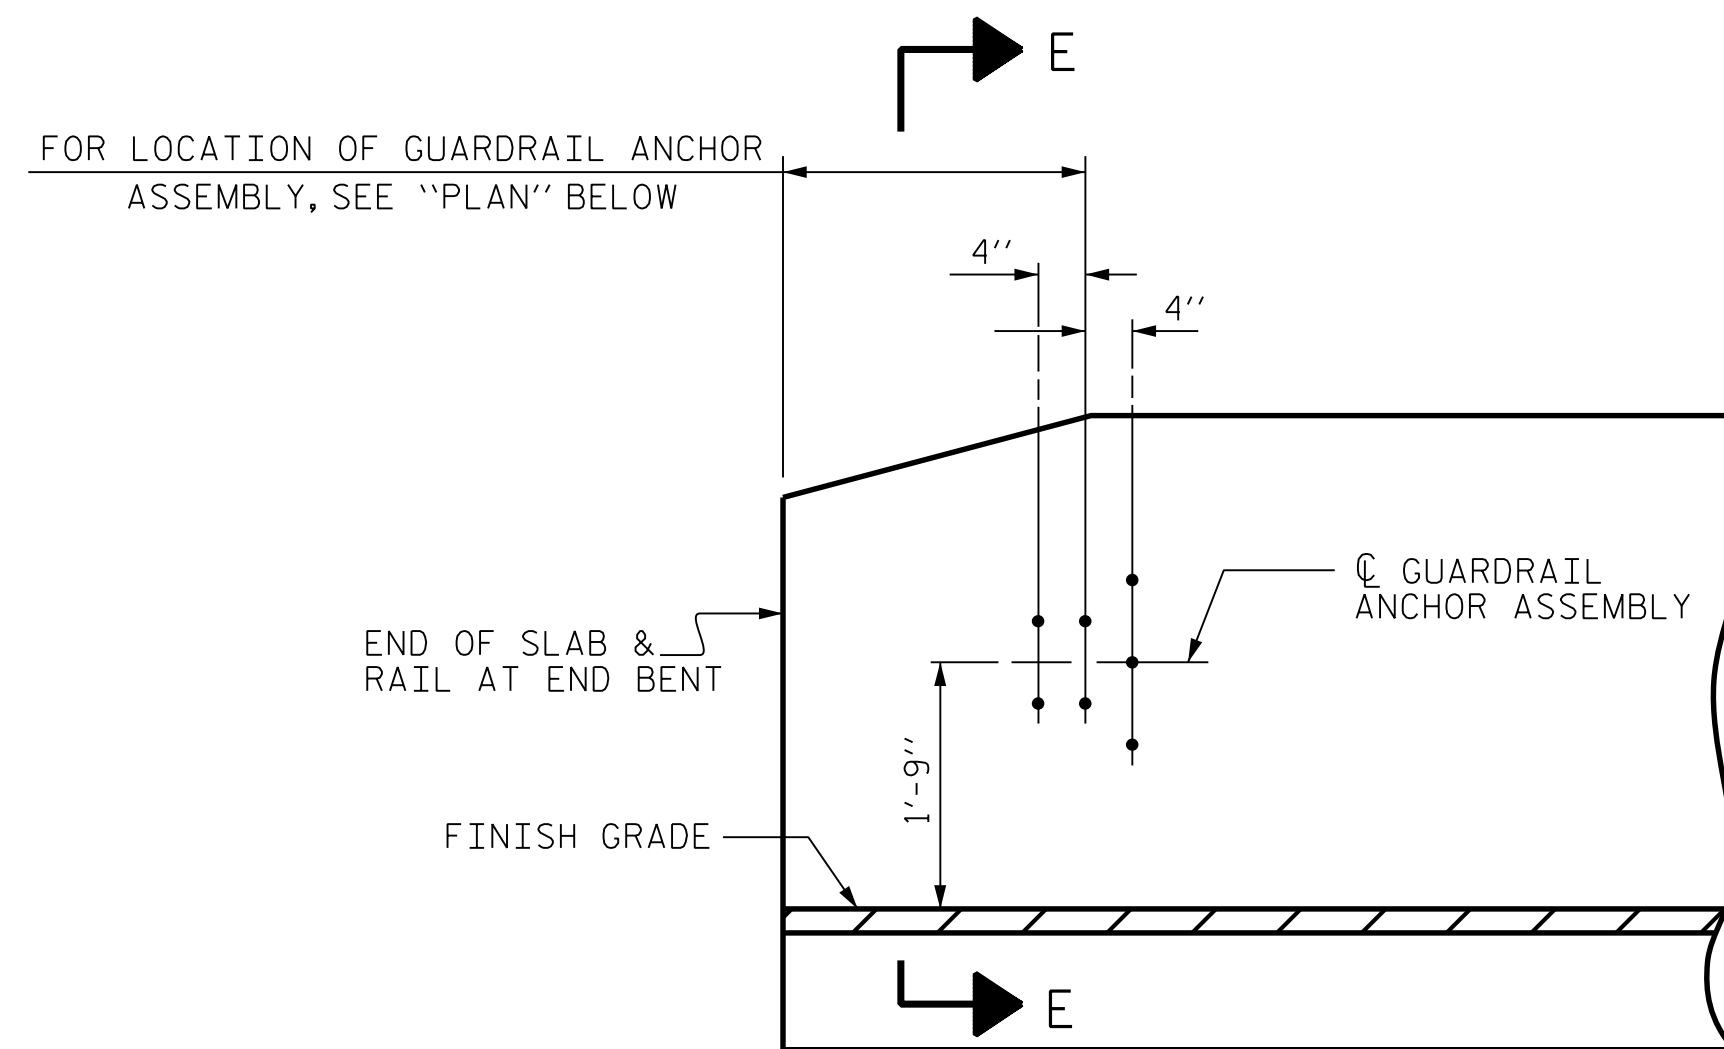 E
FOR LOCATION OF GUARDRAIL ANCHOR
ASSEMBLY, SEE "PLAN" BELOW
4"
4"
℄ GUARDRAIL
ANCHOR ASSEMBLY
END OF SLAB &
RAIL AT END BENT
1'-9"
FINISH GRADE
E